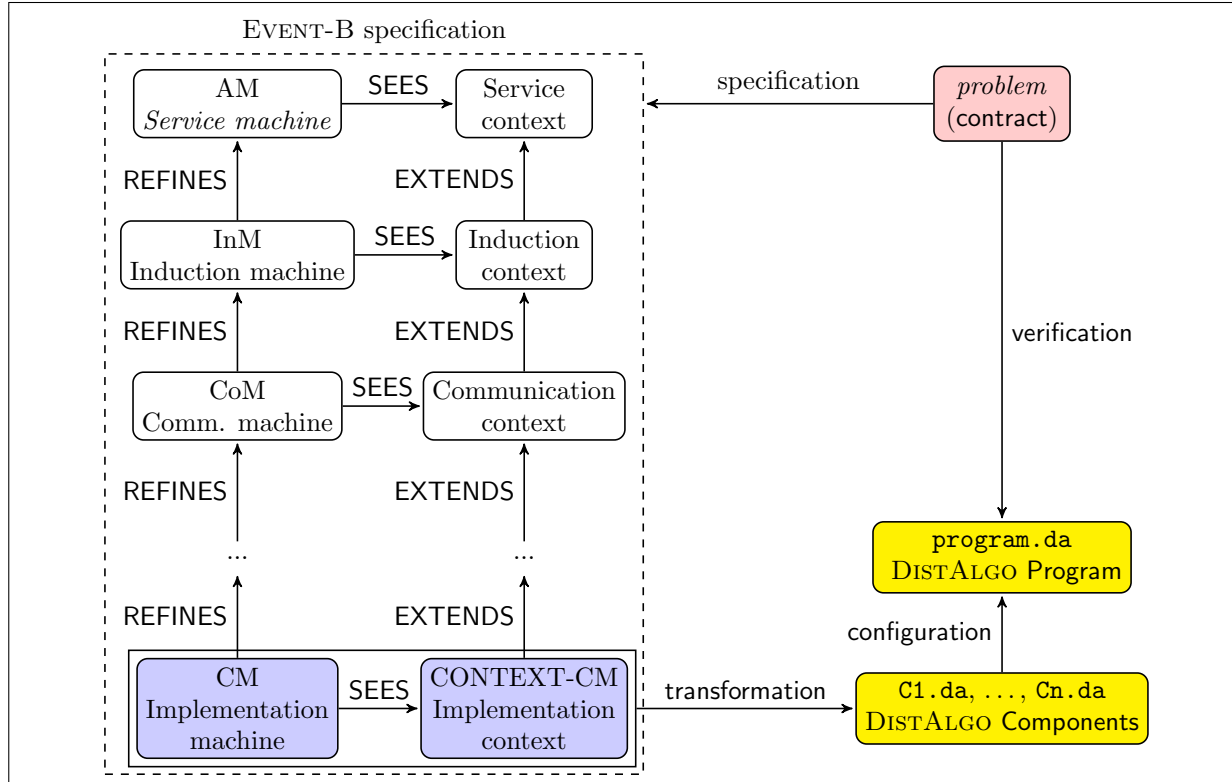 EVENT-B specification
AM
Service machine
SEES
Service
context
specification
problem
(contract)
REFINES
EXTENDS
InM
Induction machine
SEES
Induction
context
REFINES
EXTENDS
verification
CoM
Comm. machine
SEES
Communication
context
REFINES
EXTENDS
...
...
program.da
DISTALGO Program
REFINES
EXTENDS
configuration
CM
Implementation
machine
SEES
CONTEXT-CM
Implementation
context
transformation
C1.da, ..., Cn.da
DISTALGO Components